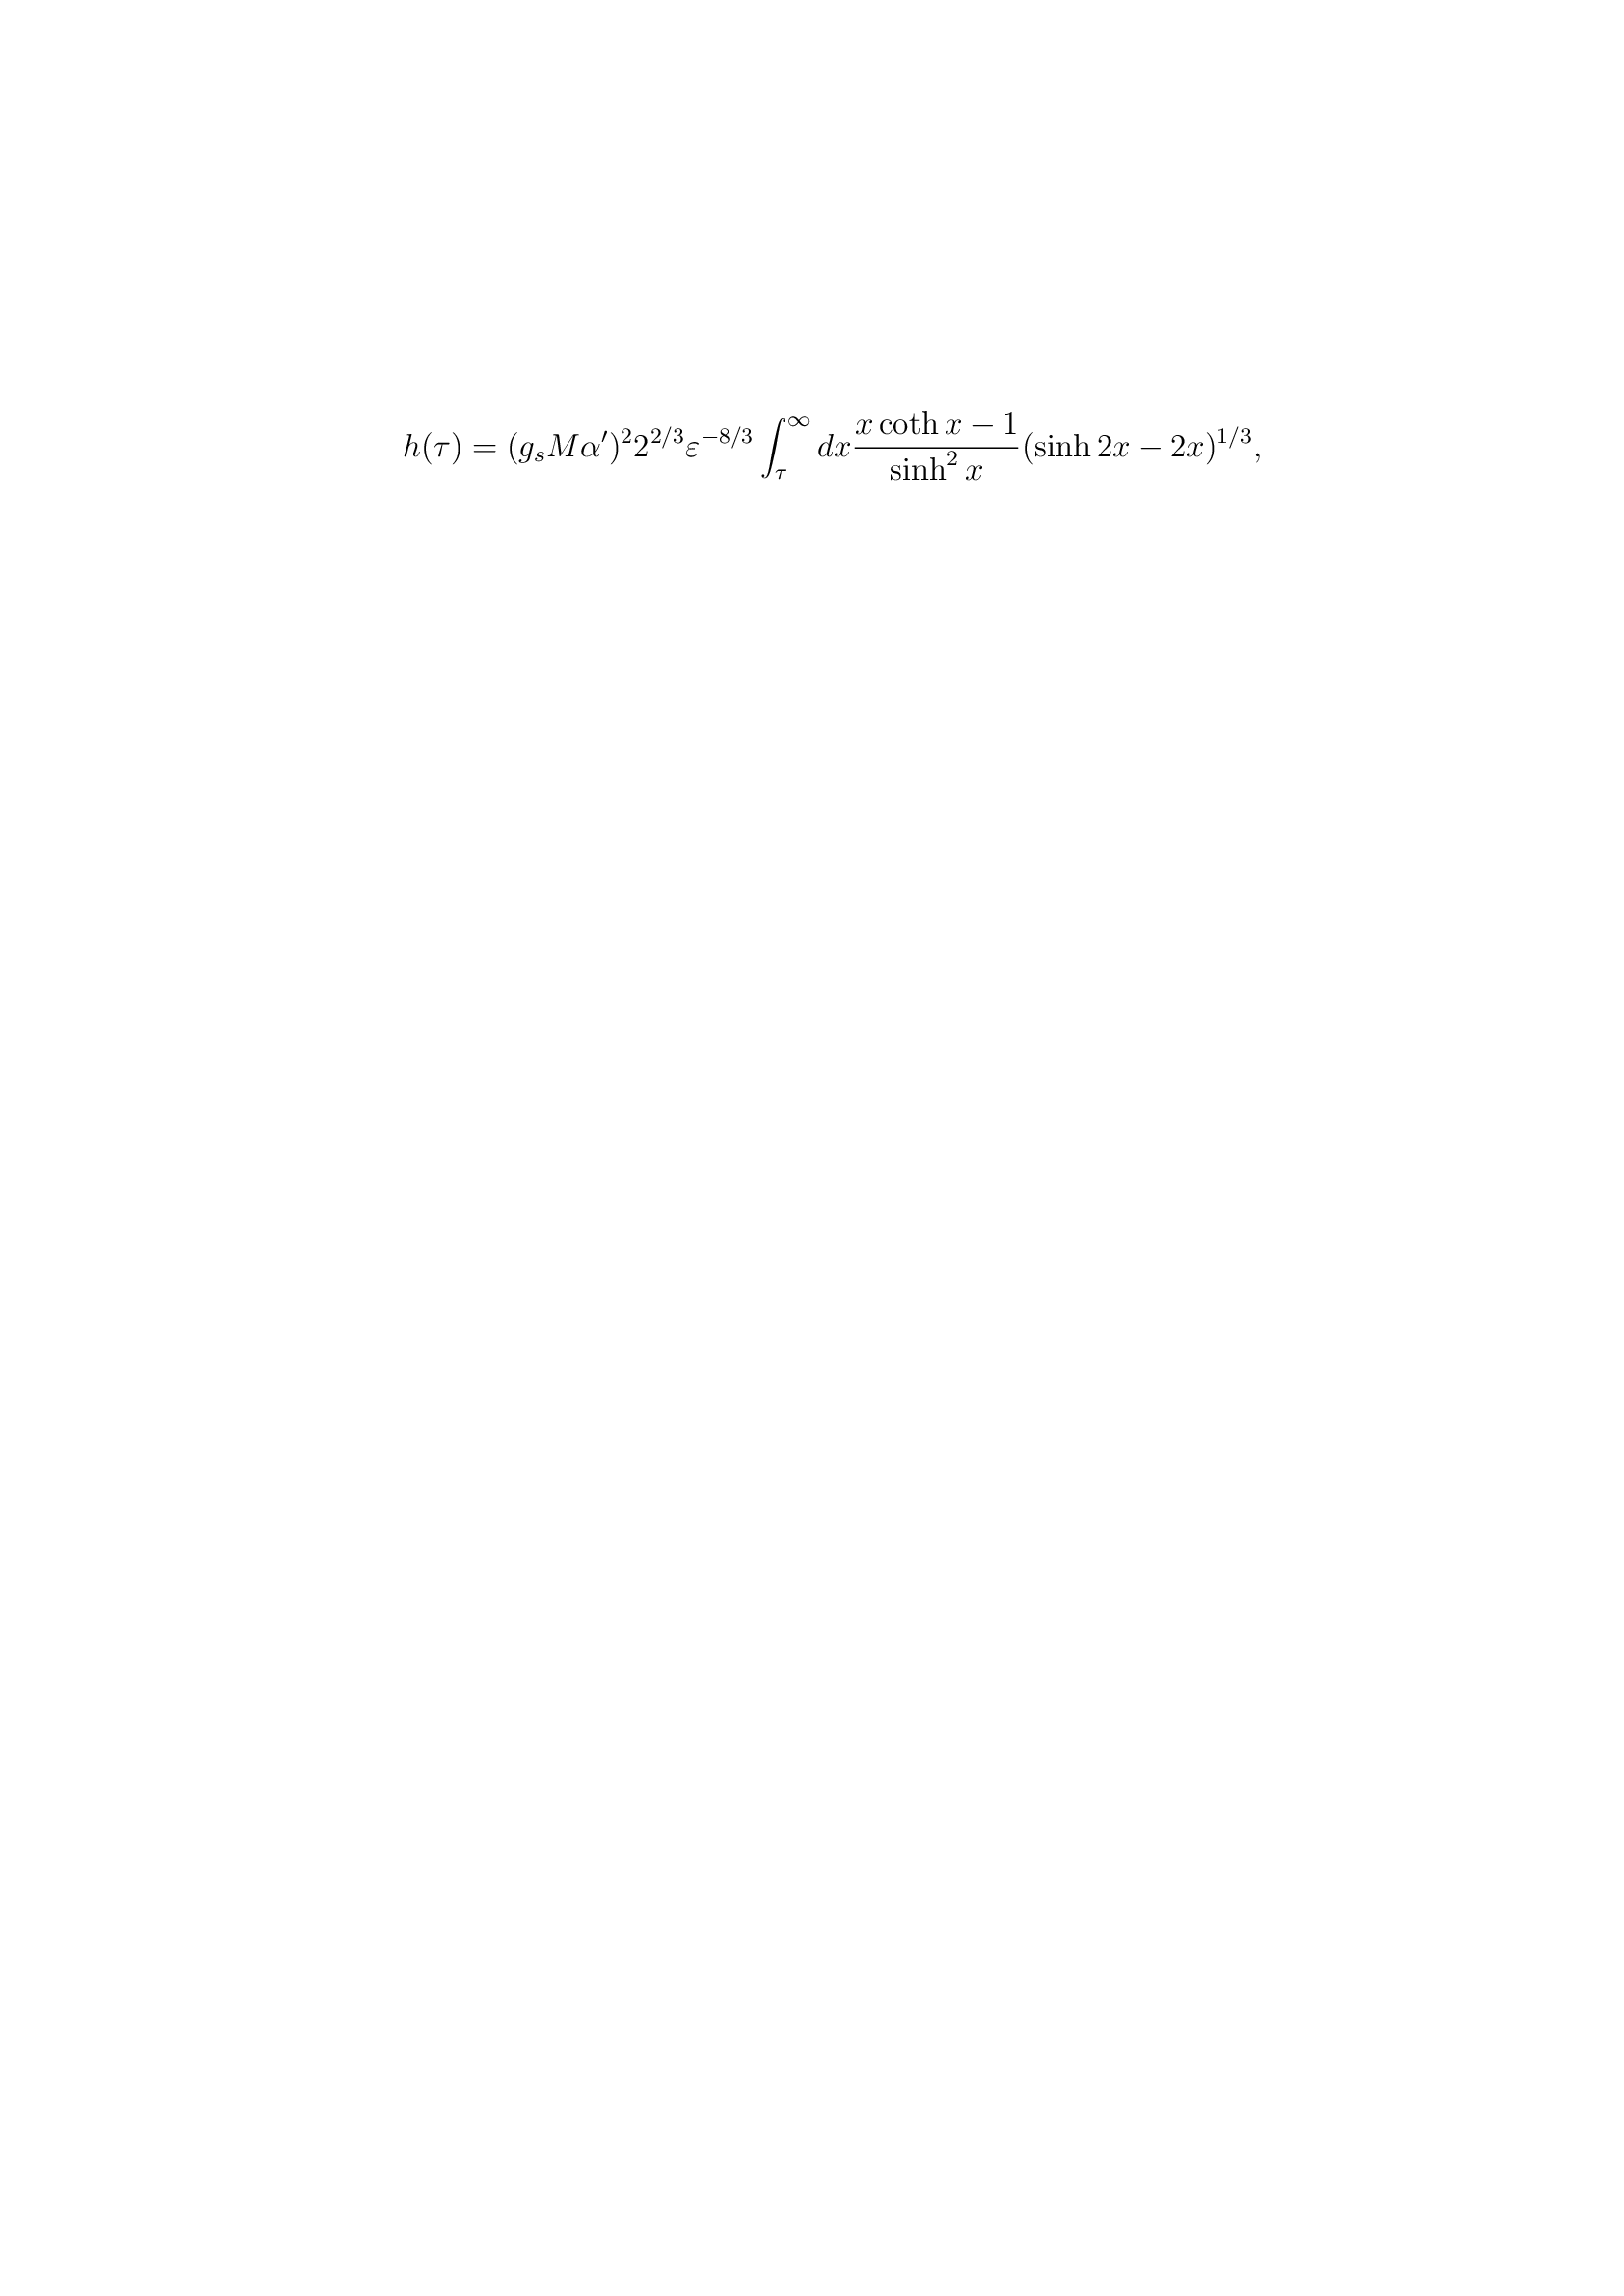 $$h(\tau) = (g_s M \alpha')^2 2^{2/3} \varepsilon^{-8/3} \int_\tau^\infty dx \frac{x \coth x - 1}{\sinh^2 x} (\sinh 2x - 2x)^{1/3},$$